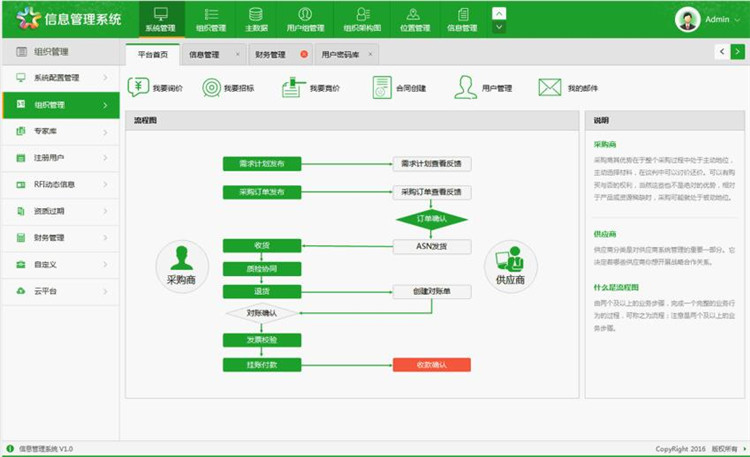 信息管理系统
系统管理
组织管理
主数据
用户组管理
组织架构图
位置管理
信息管理
Admin
组织管理
平台首页
信息管理
财务管理
用户密码库
系统配置管理
组织管理
专家库
注册用户
RFI动态信息
资质过期
财务管理
自定义
云平台
我要询价
我要招标
我要竞价
合同创建
用户管理
我的邮件
流程图
需求计划发布
需求计划查看反馈
采购订单发布
采购订单查看反馈
订单确认
收货
ASN发货
质检协同
退货
创建对账单
对账确认
发票校验
挂账付款
收款确认
采购商
供应商
说明
采购商
采购商其优势在于整个采购过程中处于主动地位，
主动选择材料，在谈判中可以讨价还价。可以有购
买与否的权利，当然这些也不是绝对的优势，相对
于产品或货源稀缺时，采购可能就处于被动地位。
供应商
供应商分类是对供应商系统管理的重要一部分。它
决定着哪些供应商你想开展战略合作关系。
什么是流程图
由两个及以上的业务步骤，完成一个完整的业务行
为的过程，可称之为流程；注意是两个及以上的业
务步骤。
信息管理系统 V1.0
CopyRight 2016 版权所有